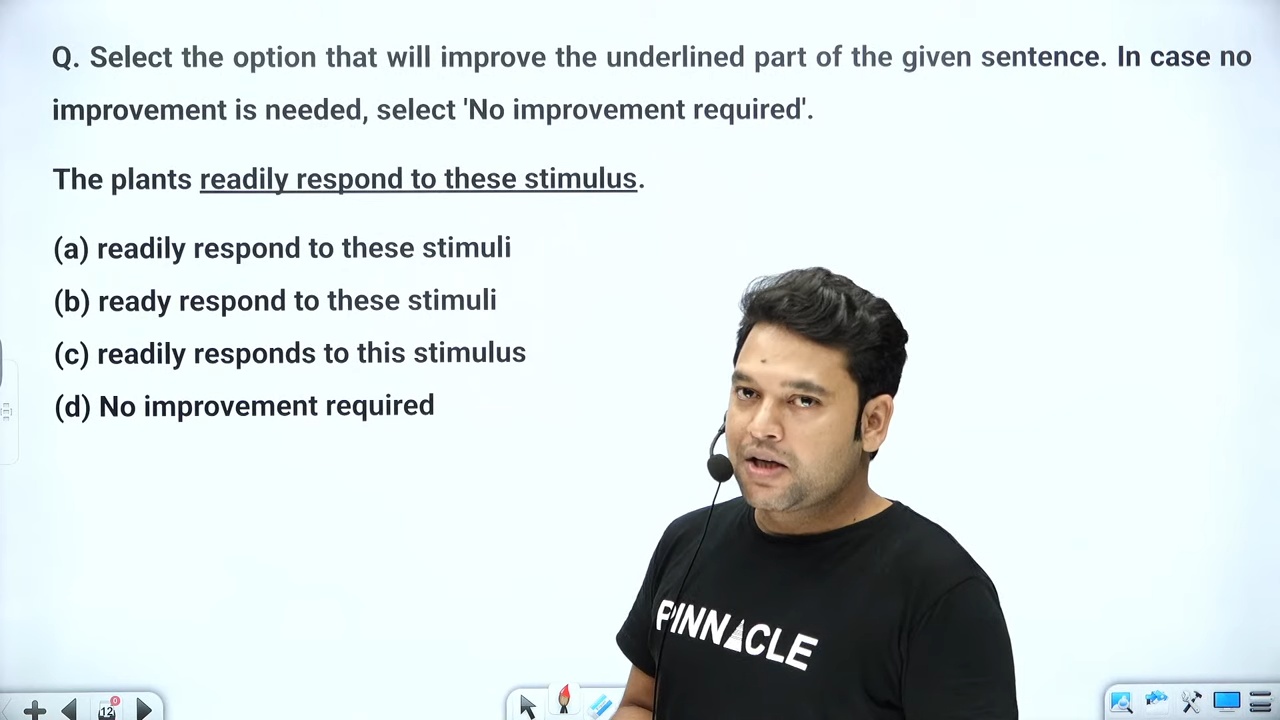 Q. Select the option that will improve the underlined part of the given sentence. In case no
improvement is needed, select 'No improvement required'.
The plants readily respond to these stimulus.
(a) readily respond to these stimuli
(b) ready respond to these stimuli
(c) readily responds to this stimulus
(d) No improvement required
PINNACLE
12
0